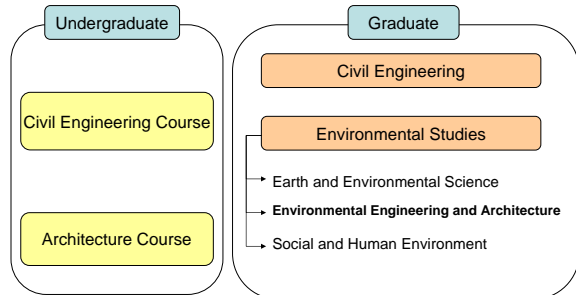 Undergraduate
Civil Engineering Course
Architecture Course
Graduate
Civil Engineering
Environmental Studies
Earth and Environmental Science
Environmental Engineering and Architecture
Social and Human Environment